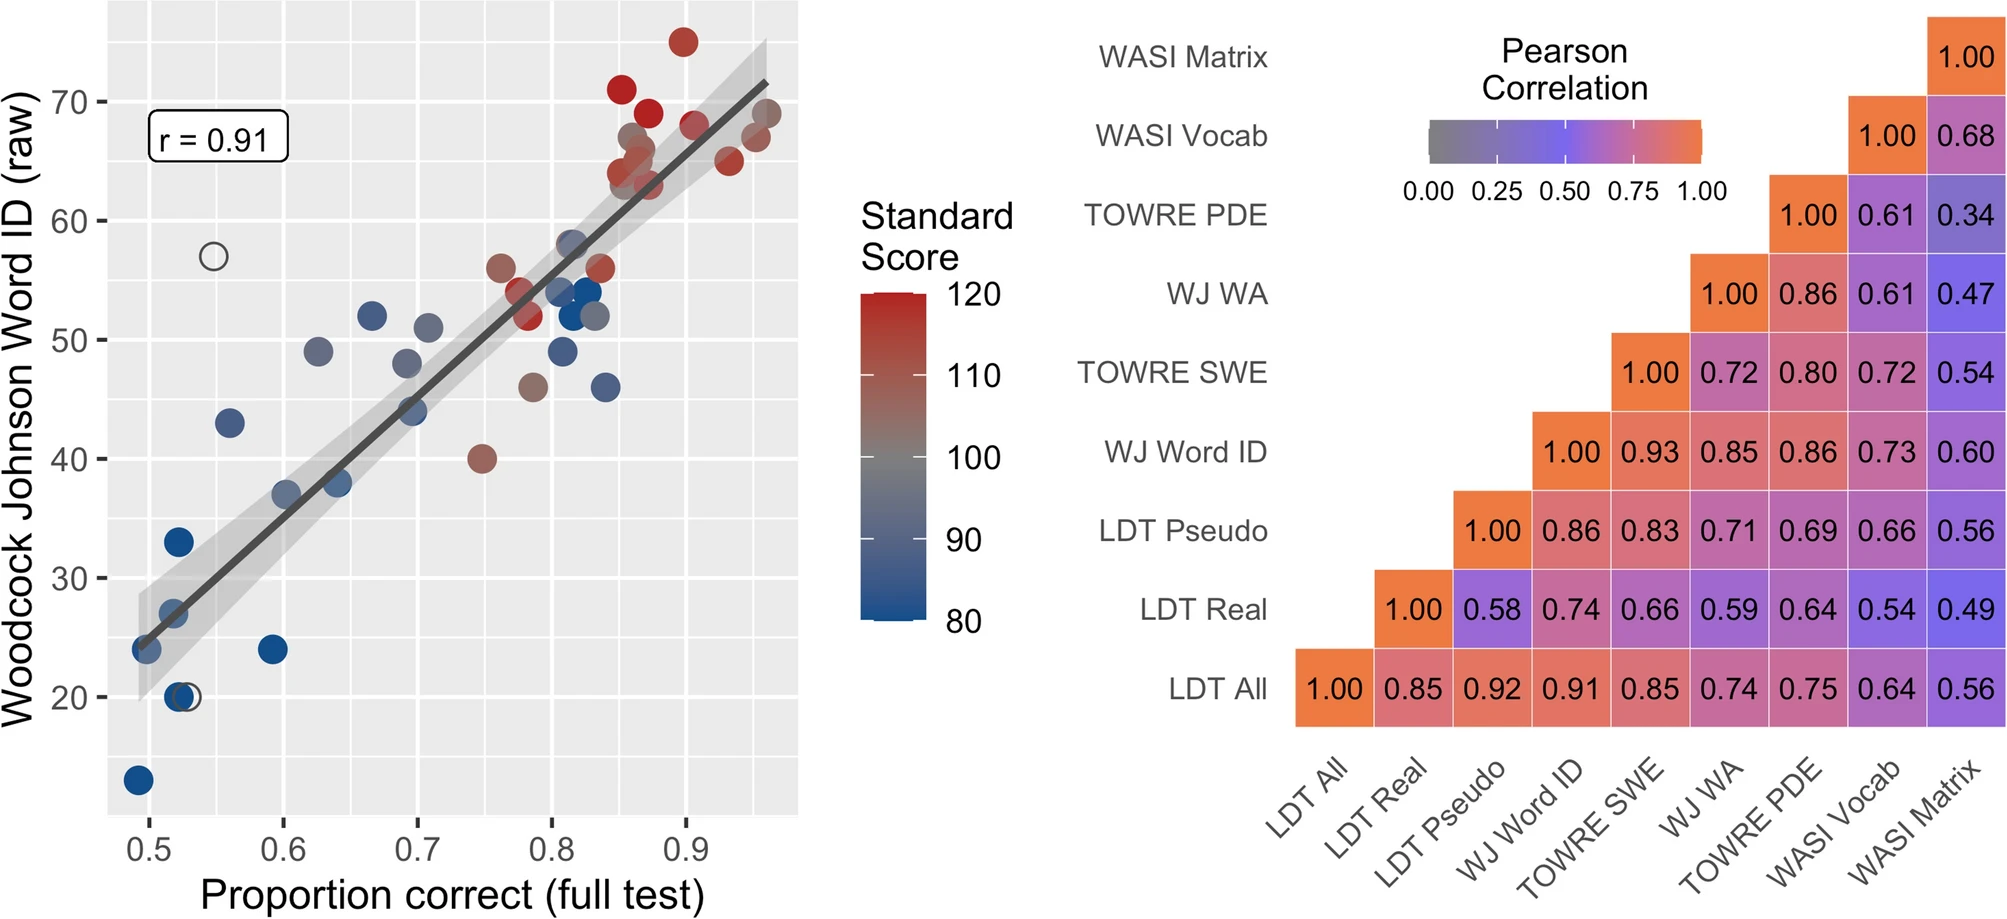 Woodcock Johnson Word ID (raw)
70
60
50
40
30
20
r = 0.91
0.5 0.6 0.7 0.8 0.9
Proportion correct (full test)
Standard
Score
120
110
100
90
80
Pearson
Correlation
0.00 0.25 0.50 0.75 1.00
WASI Matrix 1.00
WASI Vocab 1.00 0.68
TOWRE PDE 1.00 0.61 0.34
WJ WA 1.00 0.86 0.61 0.47
TOWRE SWE 1.00 0.72 0.80 0.72 0.54
WJ Word ID 1.00 0.93 0.85 0.86 0.73 0.60
LDT Pseudo 1.00 0.86 0.83 0.71 0.69 0.66 0.56
LDT Real 1.00 0.58 0.74 0.66 0.59 0.64 0.54 0.49
LDT All 1.00 0.85 0.92 0.91 0.85 0.74 0.75 0.64 0.56
LDT All
LDT Real
LDT Pseudo
WJ Word ID
TOWRE SWE
WJ WA
TOWRE PDE
WASI Vocab
WASI Matrix